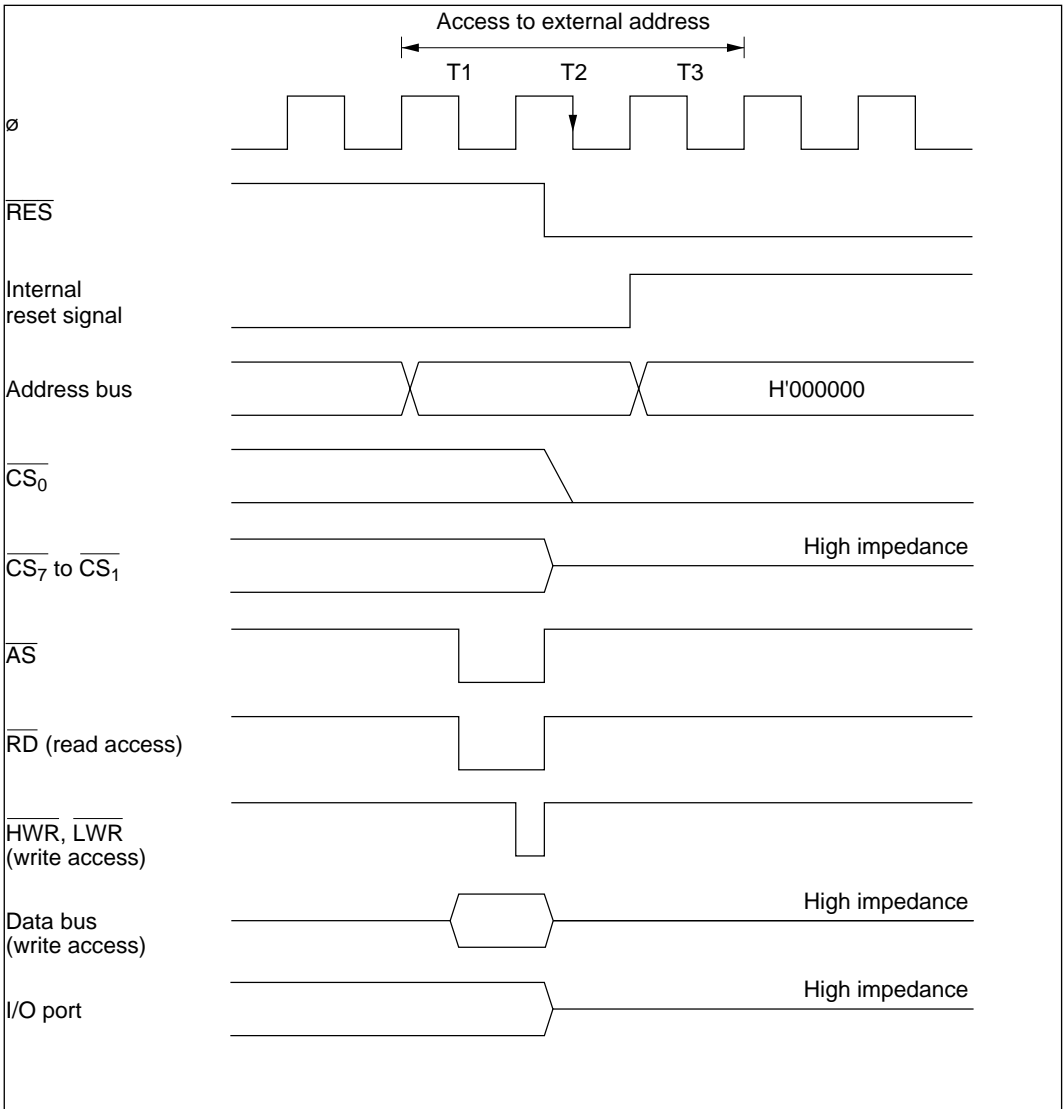 Access to external address
T1 T2 T3
ø
RES
Internal
reset signal
Address bus
H'000000
CS0
CS7 to CS1
High impedance
AS
RD (read access)
HWR, LWR
(write access)
Data bus
(write access)
High impedance
I/O port
High impedance